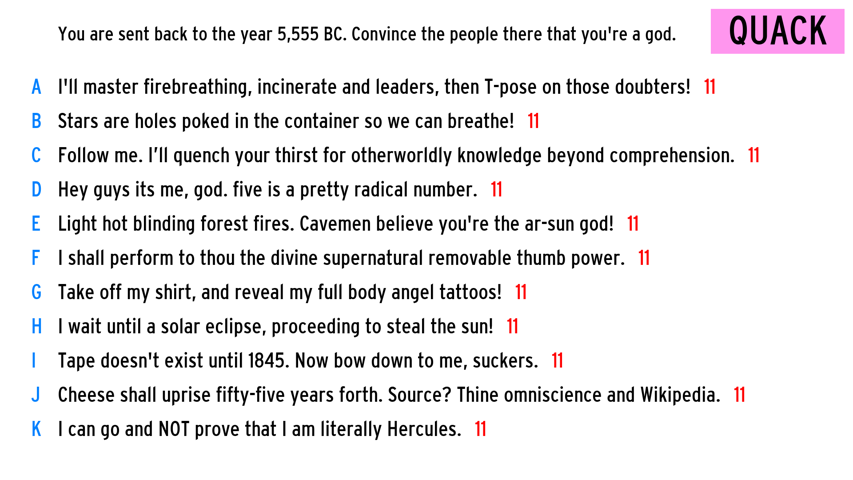 You are sent back to the year 5,555 BC. Convince the people there that you're a god.
QUACK
A I'll master firebreathing, incinerate and leaders, then T-pose on those doubters! 11
B Stars are holes poked in the container so we can breathe! 11
C Follow me. I’ll quench your thirst for otherworldly knowledge beyond comprehension. 11
D Hey guys its me, god. five is a pretty radical number. 11
E Light hot blinding forest fires. Cavemen believe you're the ar-sun god! 11
F I shall perform to thou the divine supernatural removable thumb power. 11
G Take off my shirt, and reveal my full body angel tattoos! 11
H I wait until a solar eclipse, proceeding to steal the sun! 11
I Tape doesn't exist until 1845. Now bow down to me, suckers. 11
J Cheese shall uprise fifty-five years forth. Source? Thine omniscience and Wikipedia. 11
K I can go and NOT prove that I am literally Hercules. 11